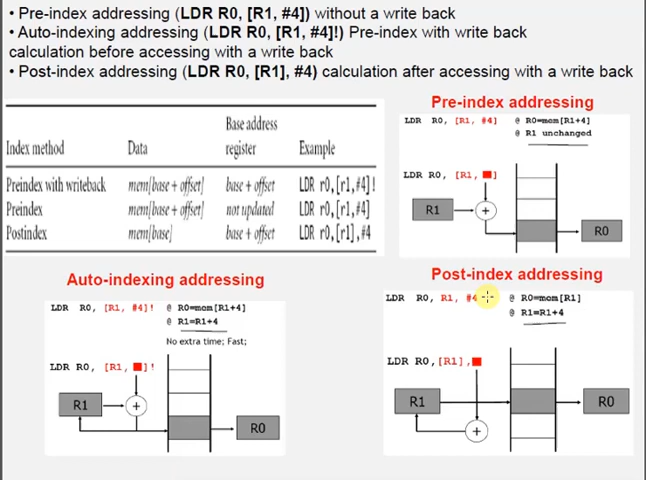 • Pre-index addressing (LDR R0, [R1, #4]) without a write back
• Auto-indexing addressing (LDR R0, [R1, #4]!) Pre-index with write back
calculation before accessing with a write back
• Post-index addressing (LDR R0, [R1], #4) calculation after accessing with a write back
Index method Data Base address register Example
Preindex with writeback mem[base + offset] base + offset LDR r0,[r1,#4]!
Preindex mem[base + offset] not updated LDR r0,[r1,#4]
Postindex mem[base] base + offset LDR r0,[r1],#4
Pre-index addressing
LDR R0, [R1, #4] @ R0=mem[R1+4]
@ R1 unchanged
LDR R0, [R1, ]
R1
+
R0
Auto-indexing addressing
LDR R0, [R1, #4]! @ R0=mem[R1+4]
@ R1=R1+4
No extra time; Fast;
LDR R0, [R1, ]!
R1
+
R0
Post-index addressing
LDR R0, R1, #4 @ R0=mem[R1]
@ R1=R1+4
LDR R0,[R1],
R1
R0
+